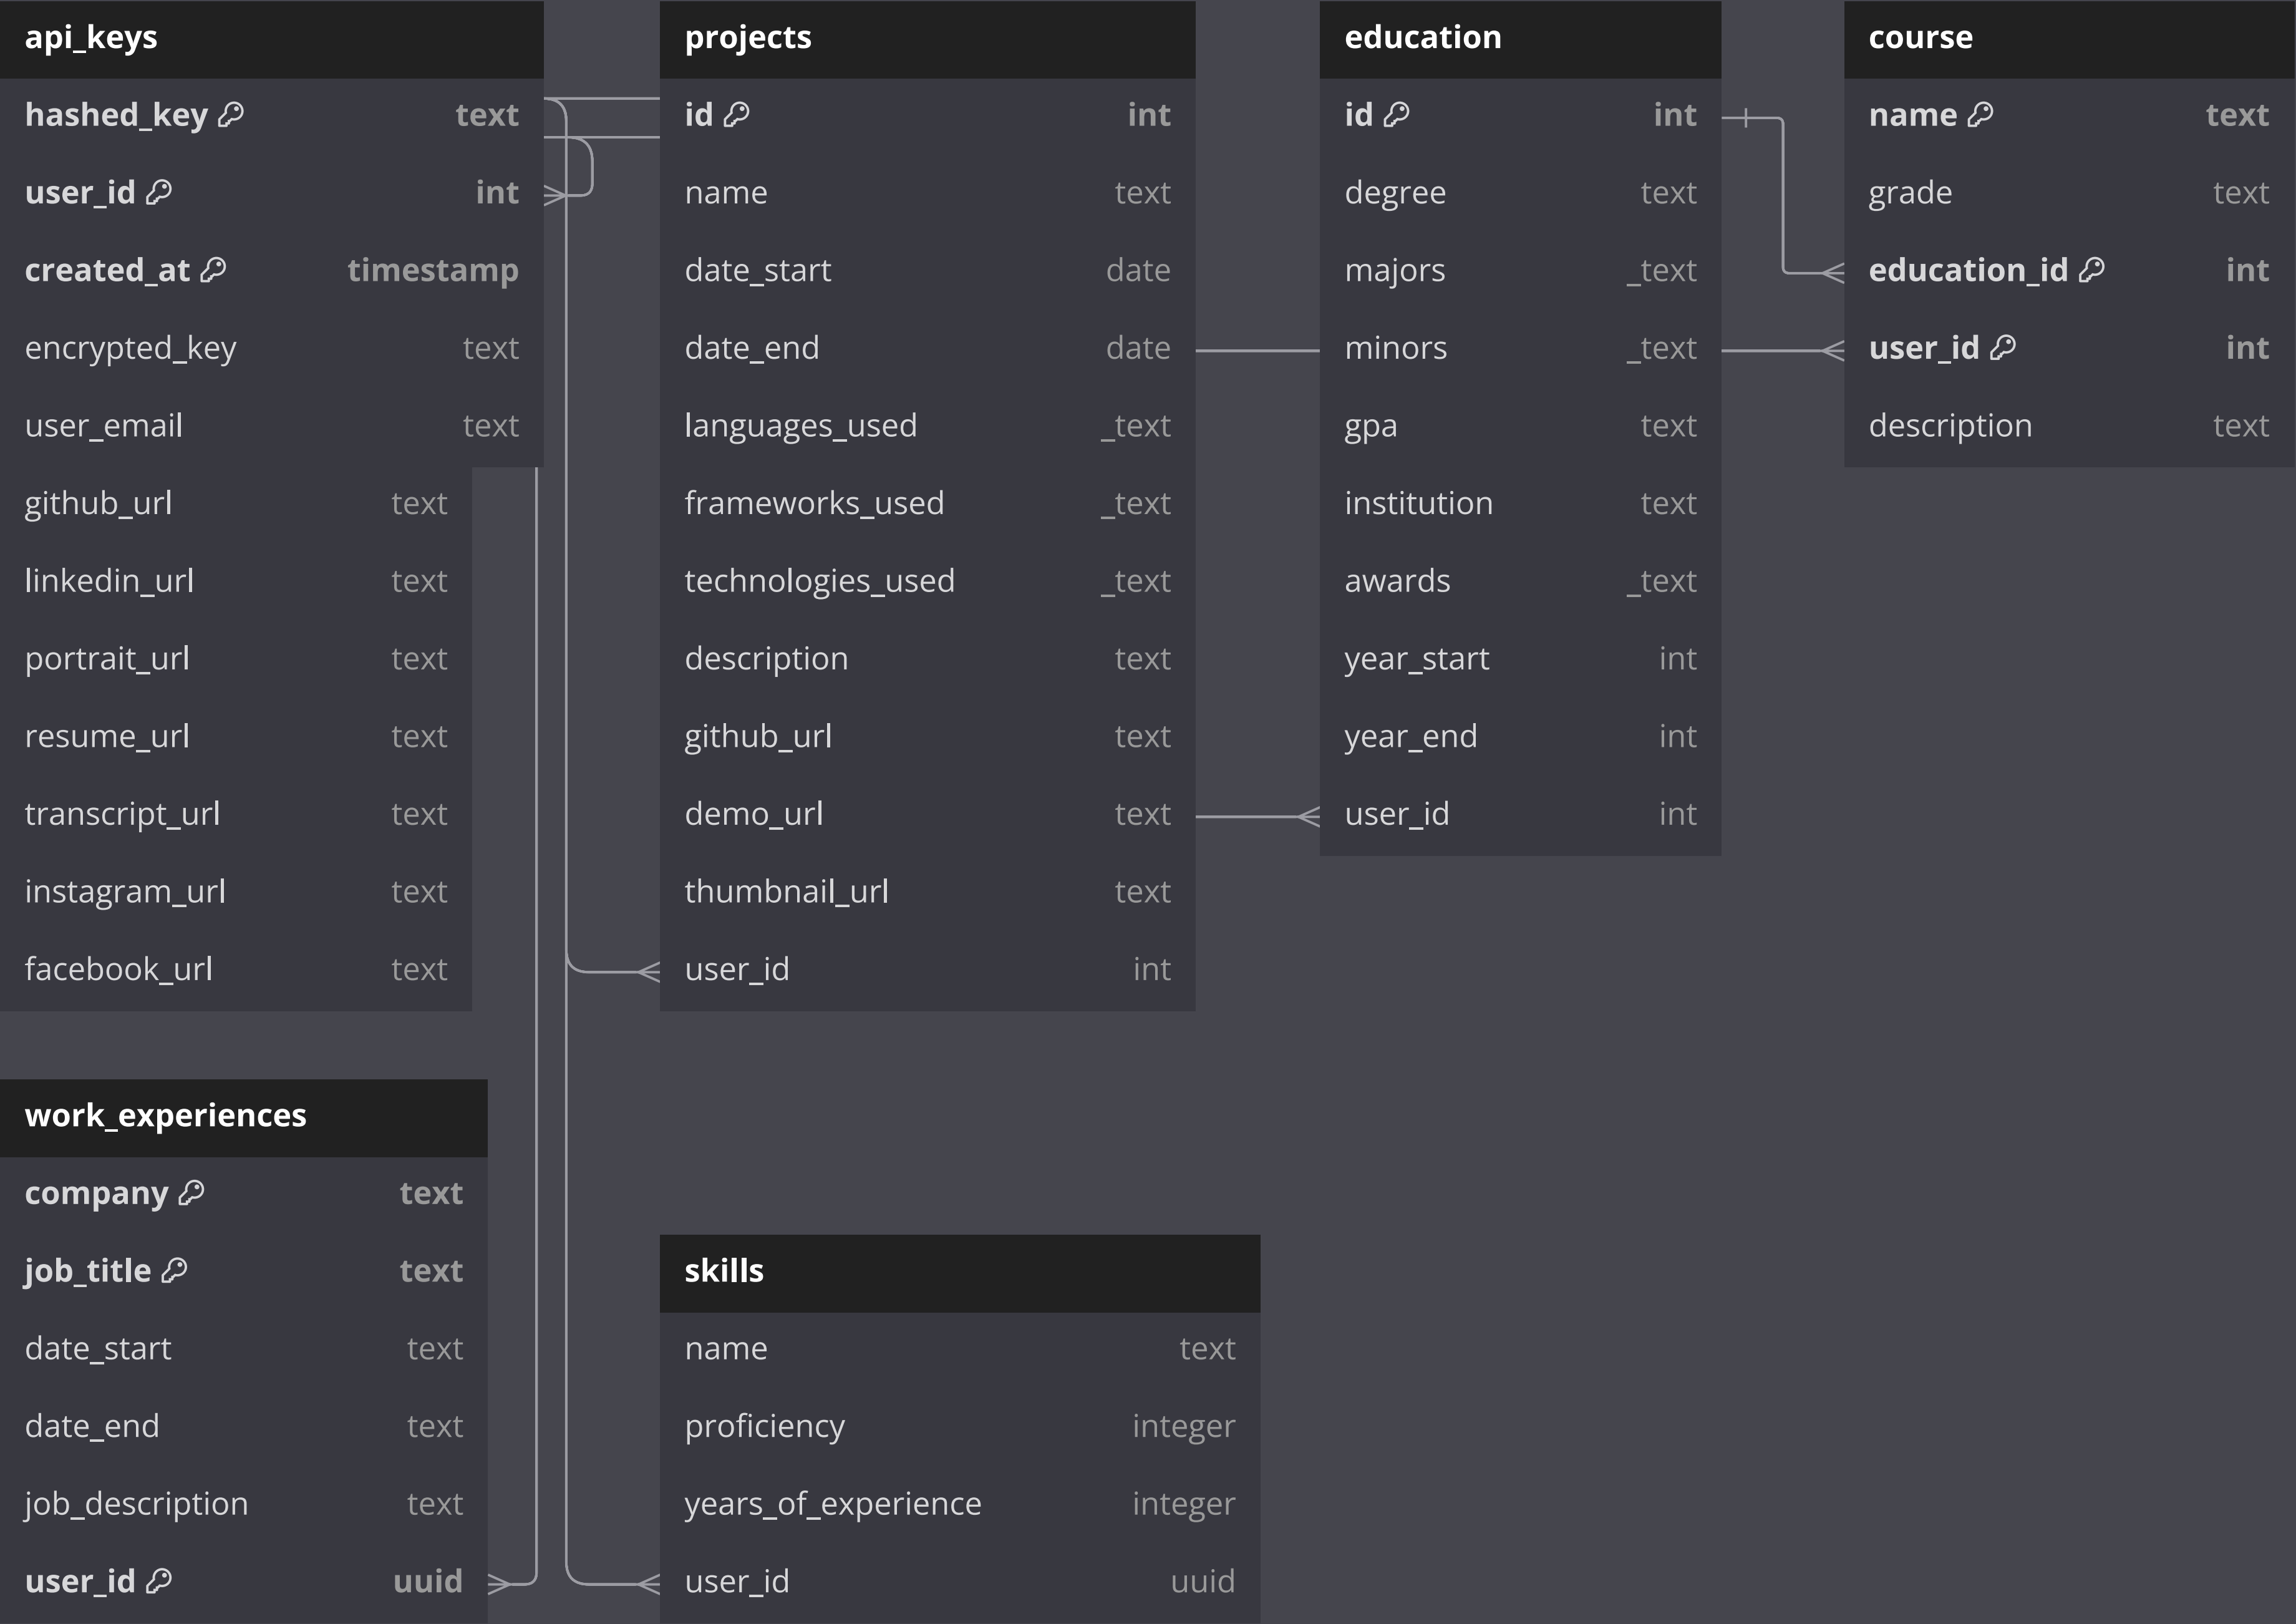 api_keys
hashed_key text
user_id int
created_at timestamp
encrypted_key text
user_email text
github_url text
linkedin_url text
portrait_url text
resume_url text
transcript_url text
instagram_url text
facebook_url text
projects
id int
name text
date_start date
date_end date
languages_used _text
frameworks_used _text
technologies_used _text
description text
github_url text
demo_url text
thumbnail_url text
user_id int
education
id int
degree text
majors _text
minors _text
gpa text
institution text
awards _text
year_start int
year_end int
user_id int
course
name text
grade text
education_id int
user_id int
description text
work_experiences
company text
job_title text
date_start text
date_end text
job_description text
user_id uuid
skills
name text
proficiency integer
years_of_experience integer
user_id uuid